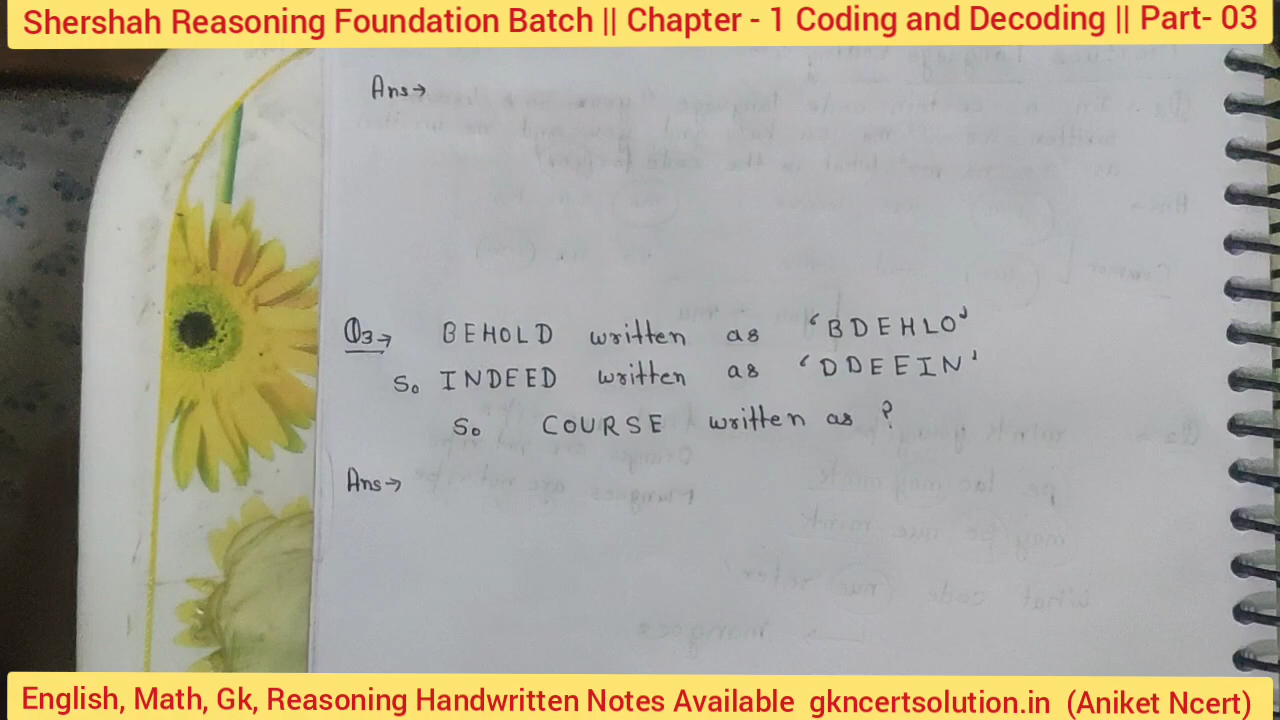 Shershah Reasoning Foundation Batch || Chapter - 1 Coding and Decoding || Part- 03
Ans→
Q3→ BEHOLD written as 'BDEHLO'
So INDEED written as 'DDEEIN'
So COURSE written as ?
Ans→
English, Math, Gk, Reasoning Handwritten Notes Available gkncertsolution.in (Aniket Ncert)